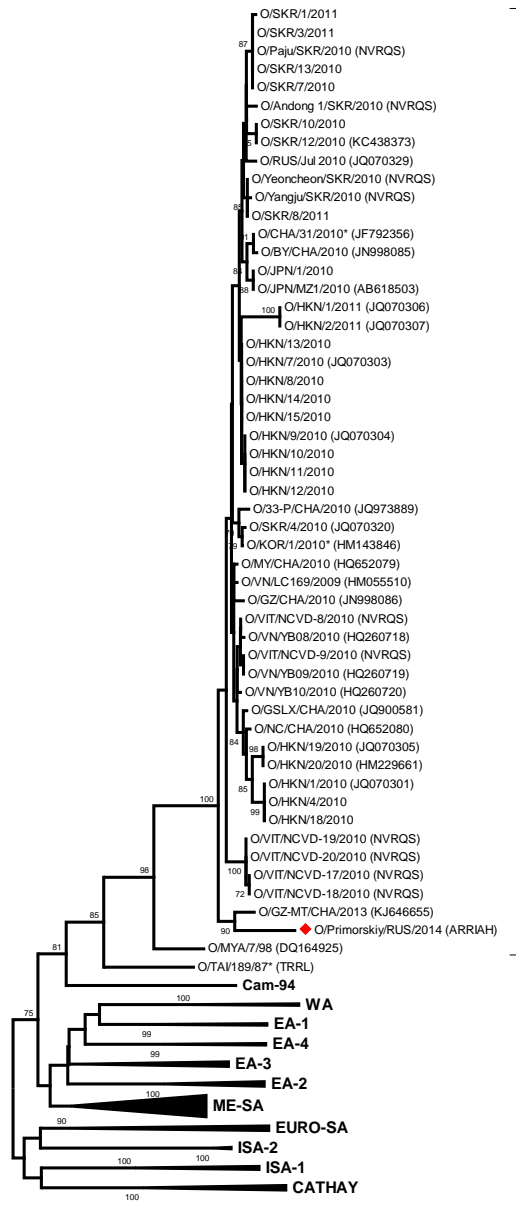 O/SKR/1/2011
O/SKR/3/2011
87
O/Paju/SKR/2010 (NVRQS)
O/SKR/13/2010
O/SKR/7/2010
O/Andong 1/SKR/2010 (NVRQS)
O/SKR/10/2010
O/SKR/12/2010 (KC438373)
O/RUS/Jul 2010 (JQ070329)
O/Yeoncheon/SKR/2010 (NVRQS)
O/Yangju/SKR/2010 (NVRQS)
O/SKR/8/2011
O/CHA/31/2010* (JF792356)
O/BY/CHA/2010 (JN998085)
O/JPN/1/2010
O/JPN/MZ1/2010 (AB618503)
O/HKN/1/2011 (JQ070306)
100
O/HKN/2/2011 (JQ070307)
O/HKN/13/2010
O/HKN/7/2010 (JQ070303)
O/HKN/8/2010
O/HKN/14/2010
O/HKN/15/2010
O/HKN/9/2010 (JQ070304)
O/HKN/10/2010
O/HKN/11/2010
O/HKN/12/2010
O/33-P/CHA/2010 (JQ973889)
O/SKR/4/2010 (JQ070320)
O/KOR/1/2010* (HM143846)
O/MY/CHA/2010 (HQ652079)
O/VN/LC169/2009 (HM055510)
O/GZ/CHA/2010 (JN998086)
O/VIT/NCVD-8/2010 (NVRQS)
O/VN/YB08/2010 (HQ260718)
O/VIT/NCVD-9/2010 (NVRQS)
O/VN/YB09/2010 (HQ260719)
O/VN/YB10/2010 (HQ260720)
O/GSLX/CHA/2010 (JQ900581)
O/NC/CHA/2010 (HQ652080)
84
98 O/HKN/19/2010 (JQ070305)
O/HKN/20/2010 (HM229661)
85
O/HKN/1/2010 (JQ070301)
O/HKN/4/2010
99
O/HKN/18/2010
100
O/VIT/NCVD-19/2010 (NVRQS)
O/VIT/NCVD-20/2010 (NVRQS)
100
O/VIT/NCVD-17/2010 (NVRQS)
72
O/VIT/NCVD-18/2010 (NVRQS)
98
O/GZ-MT/CHA/2013 (KJ646655)
90
O/Primorskiy/RUS/2014 (ARRIAH)
85
O/MYA/7/98 (DQ164925)
81
O/TAI/189/87* (TRRL)
Cam-94
75
100
WA
EA-1
99
EA-4
99
EA-3
EA-2
100
ME-SA
90
EURO-SA
ISA-2
100
100
ISA-1
CATHAY
100